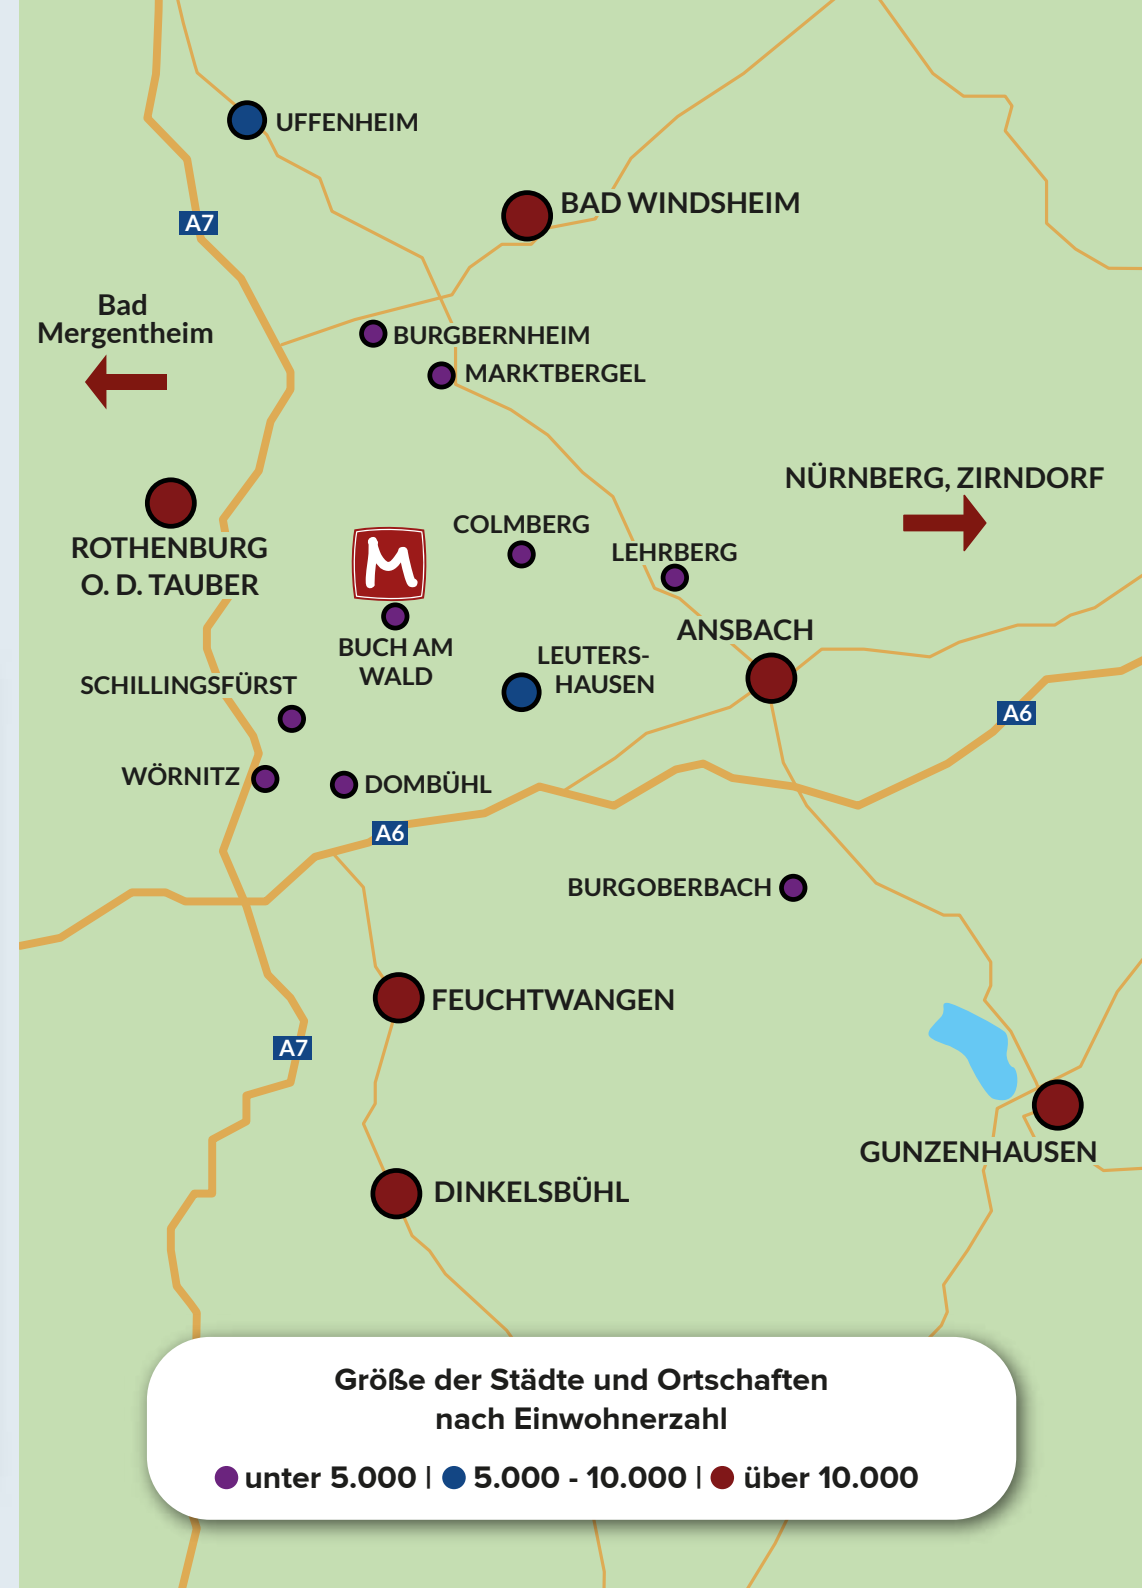 UFFENHEIM
BAD WINDSHEIM
A7
Bad
Mergentheim
BURGBERNHEIM
MARKTBERGEL
NÜRNBERG, ZIRNDORF
COLMBERG
ROTHENBURG
O. D. TAUBER
M
LEHRBERG
BUCH AM
WALD
ANSBACH
LEUTERS-
HAUSEN
SCHILLINGSFÜRST
A6
WÖRNITZ
DOMBÜHL
A6
BURGOBERBACH
FEUCHTWANGEN
A7
GUNZENHAUSEN
DINKELSBÜHL
Größe der Städte und Ortschaften
nach Einwohnerzahl
unter 5.000 | 5.000 - 10.000 | über 10.000